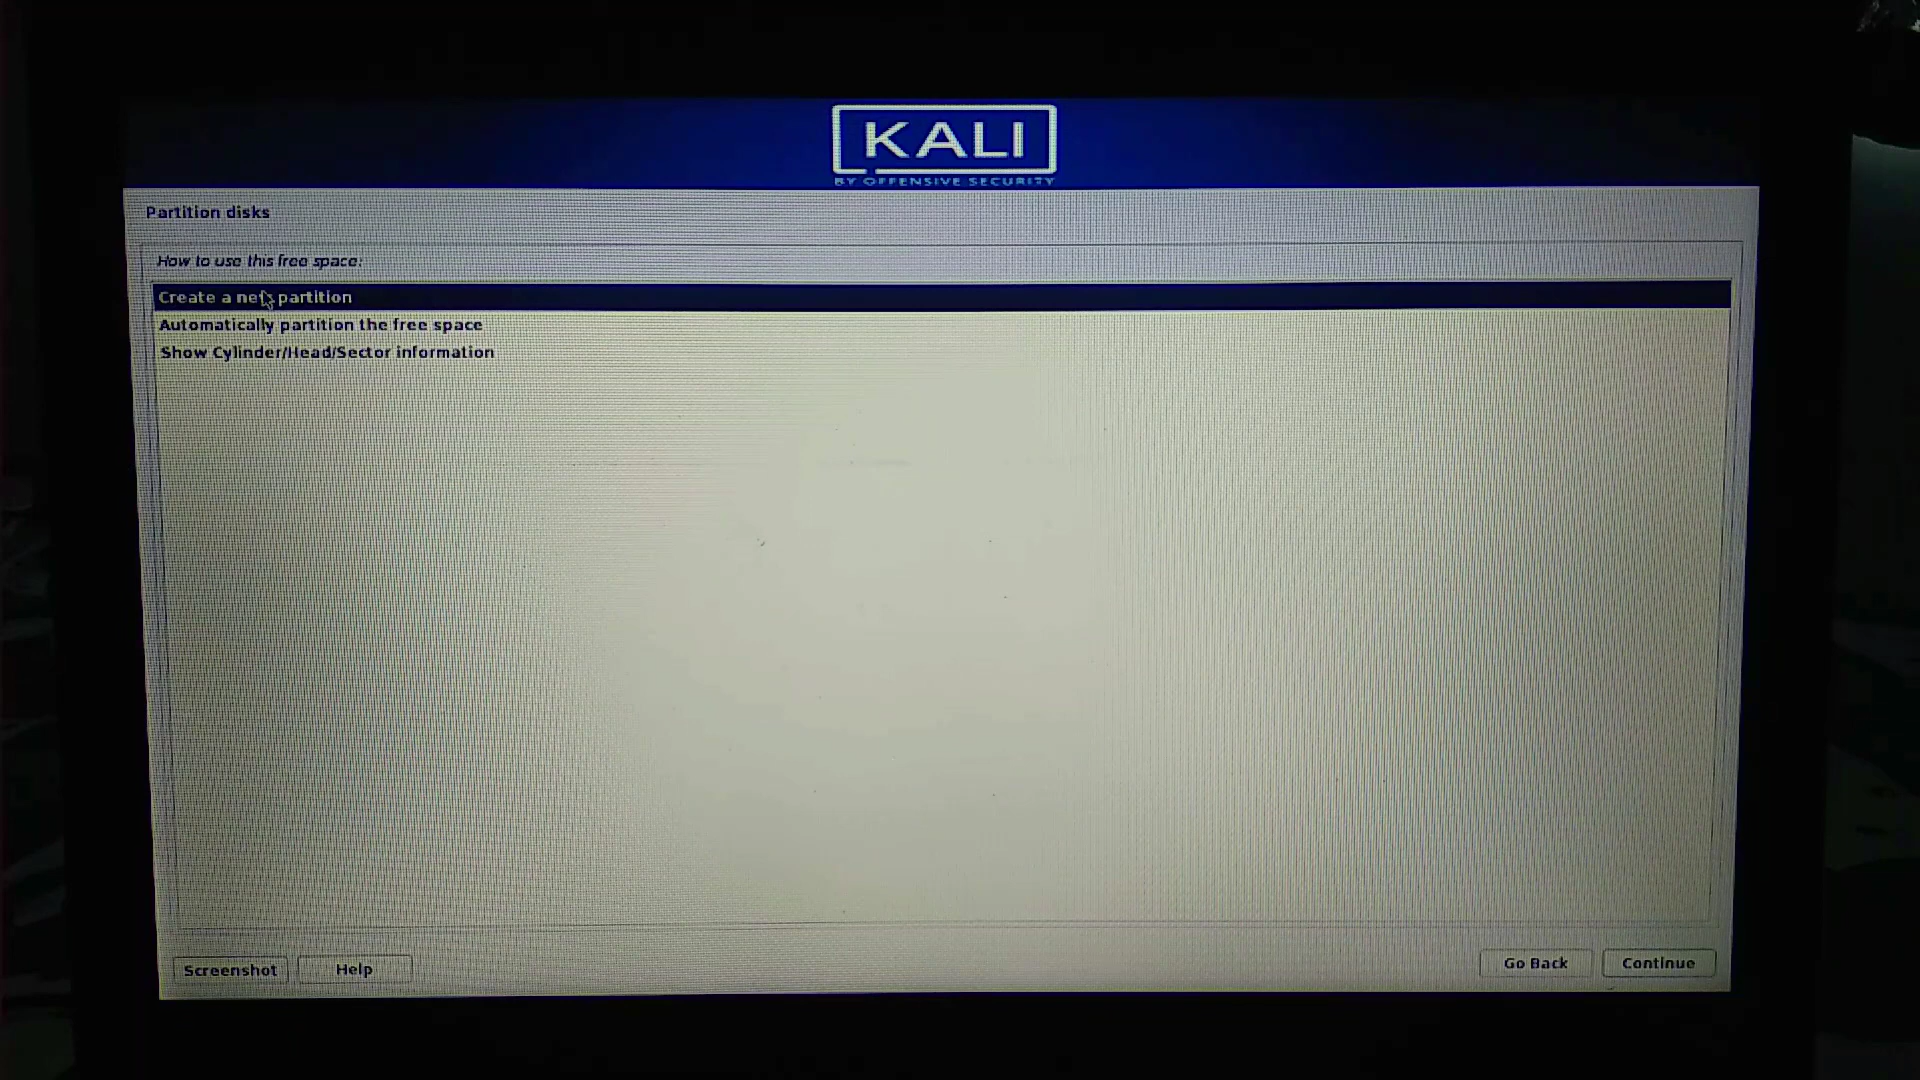 KALI
BY OFFENSIVE SECURITY
Partition disks
How to use this free space:
Create a new partition
Automatically partition the free space
Show Cylinder/Head/Sector information
Screenshot
Help
Go Back
Continue